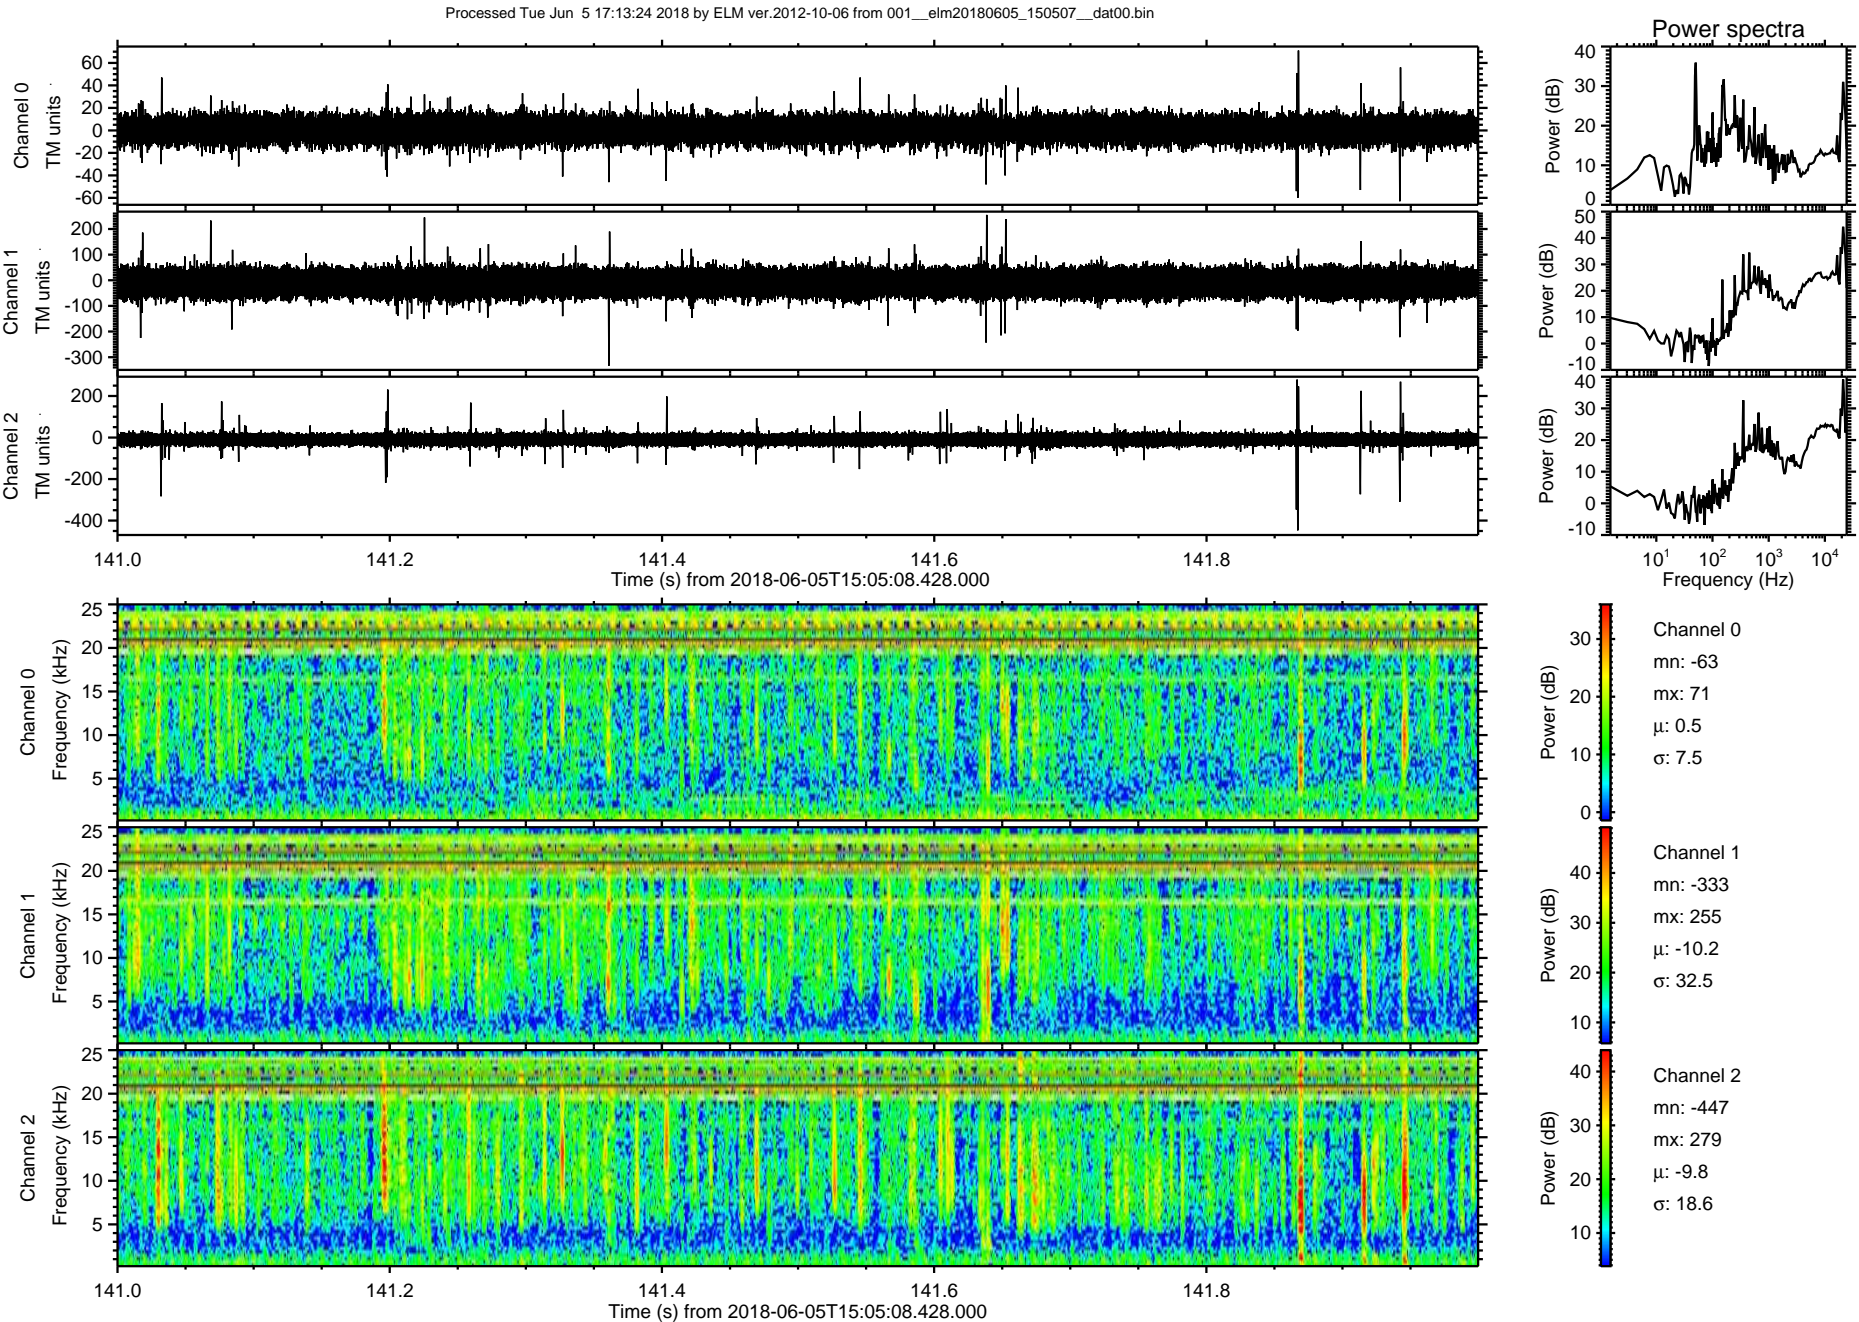 Processed Tue Jun 5 17:13:24 2018 by ELM ver.2012-10-06 from 001__elm20180605_150507__dat00.bin
Power spectra
Channel 0
TM units
60
40
20
0
-20
-40
-60
Power (dB)
40
30
20
10
0
Channel 1
TM units
200
100
0
-100
-200
-300
Power (dB)
50
40
30
20
10
0
-10
Channel 2
TM units
200
0
-200
-400
Power (dB)
40
30
20
10
0
-10
141.0 141.2 141.4 141.6 141.8
Time (s) from 2018-06-05T15:05:08.428.000
10¹ 10² 10³ 10⁴
Frequency (Hz)
Channel 0
Frequency (kHz)
25
20
15
10
5
Power (dB)
30
20
10
0
Channel 0
mn: -63
mx: 71
μ: 0.5
σ: 7.5
Channel 1
Frequency (kHz)
25
20
15
10
5
Power (dB)
40
30
20
10
Channel 1
mn: -333
mx: 255
μ: -10.2
σ: 32.5
Channel 2
Frequency (kHz)
25
20
15
10
5
Power (dB)
40
30
20
10
Channel 2
mn: -447
mx: 279
μ: -9.8
σ: 18.6
141.0 141.2 141.4 141.6 141.8
Time (s) from 2018-06-05T15:05:08.428.000